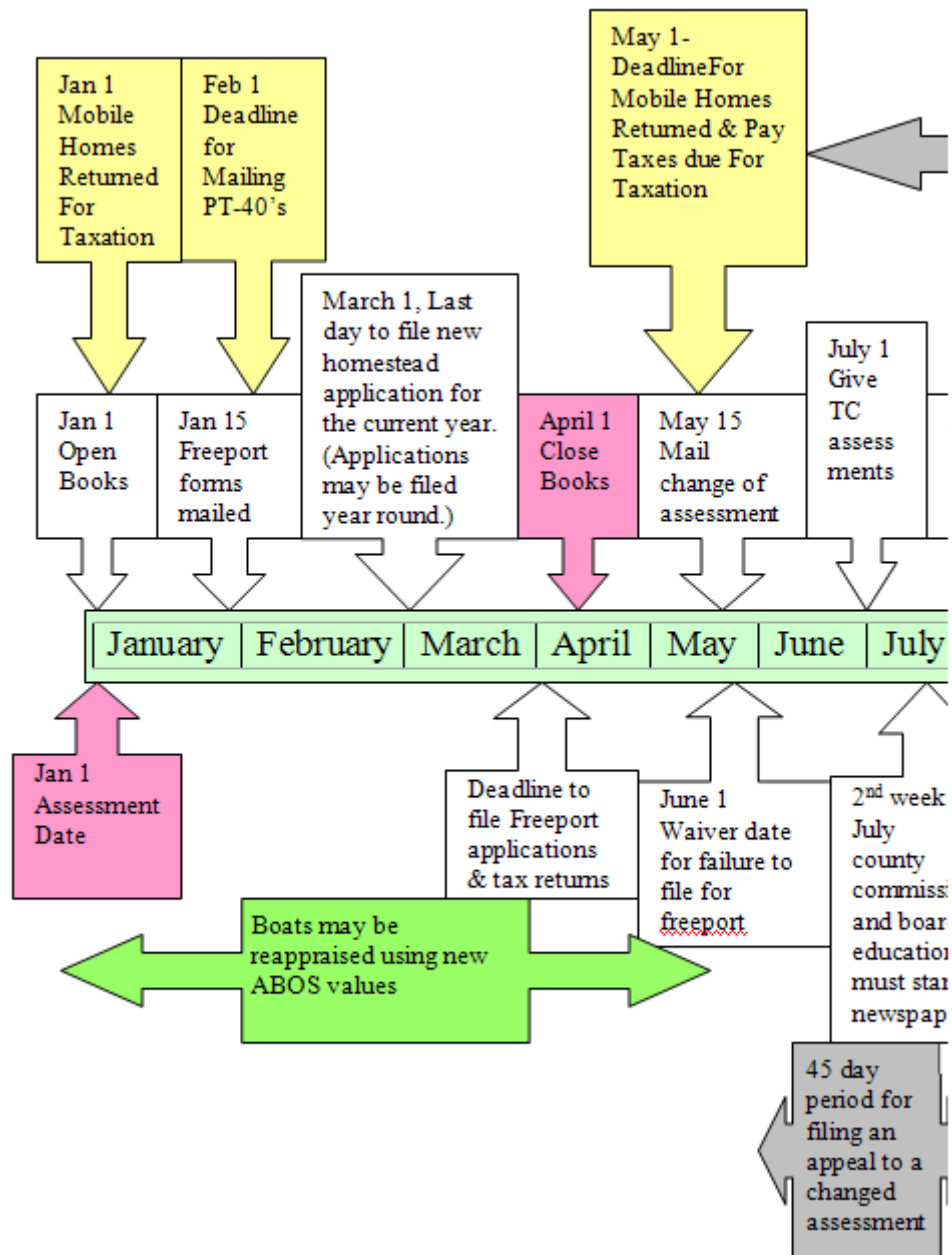 Jan 1
Mobile
Homes
Returned
For
Taxation
Feb 1
Deadline
for
Mailing
PT-40’s
May 1-
DeadlineFor
Mobile Homes
Returned & Pay
Taxes due For
Taxation
Jan 1
Open
Books
Jan 15
Freeport
forms
mailed
March 1, Last
day to file new
homestead
application for
the current year.
(Applications
may be filed
year round.)
April 1
Close
Books
May 15
Mail
change of
assessment
July 1
Give
TC
assess
ments
January February March April May June July
Jan 1
Assessment
Date
Deadline to
file Freeport
applications
& tax returns
June 1
Waiver date
for failure to
file for
freeport
2nd week
July
county
and
must
Boats may be
reappraised using new
ABOS values
45 day
period for
filing an
appeal to a
changed
assessment